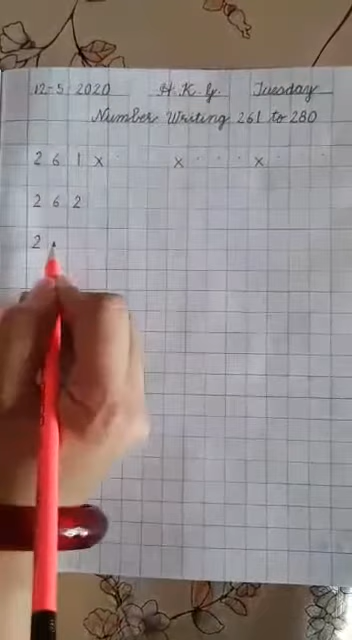 12-5 2020 H.K.G. Tuesday
Number Writing 261 to 280
2 6 1 x x x
2 6 2
2